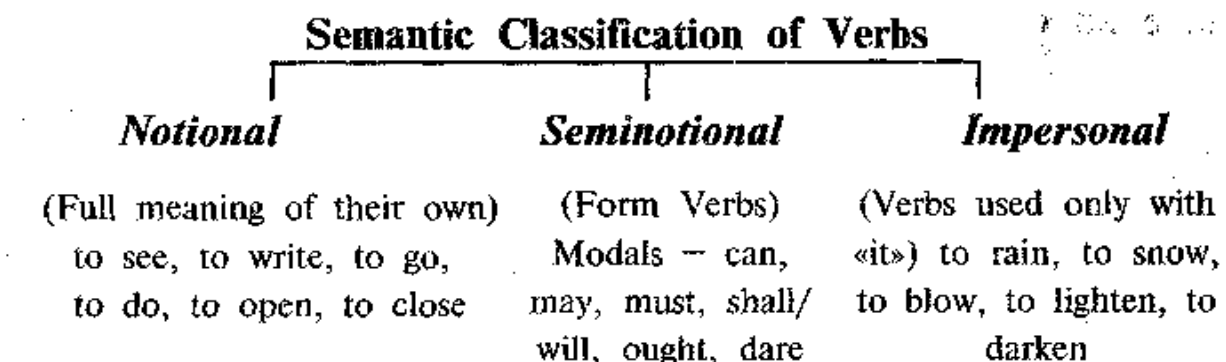 Semantic Classification of Verbs
Notional
Seminotional
Impersonal
(Full meaning of their own)
to see, to write, to go,
to do, to open, to close
(Form Verbs)
Modals – can,
may, must, shall/
will, ought, dare
(Verbs used only with
«it») to rain, to snow,
to blow, to lighten, to
darken